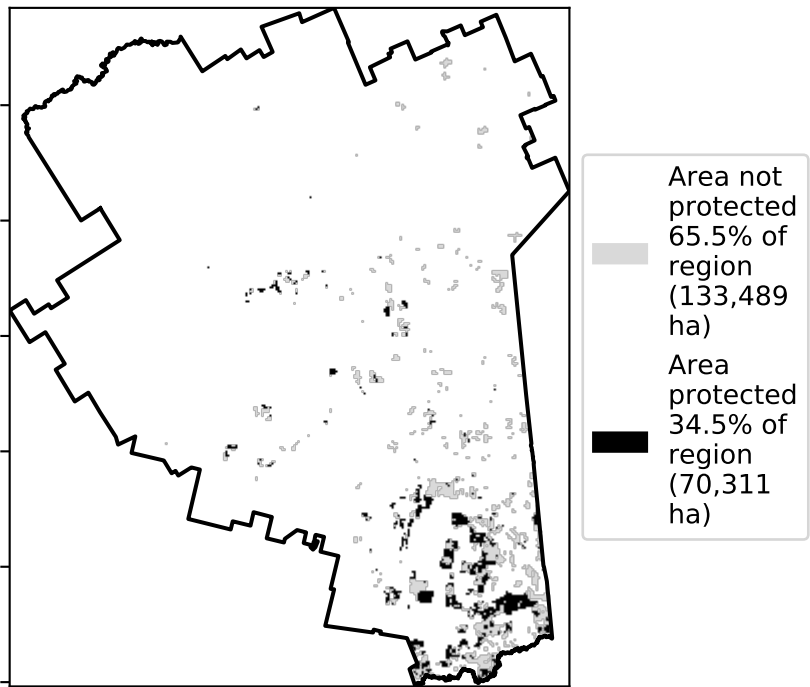 Area not
protected
65.5% of
region
(133,489
ha)
Area
protected
34.5% of
region
(70,311
ha)